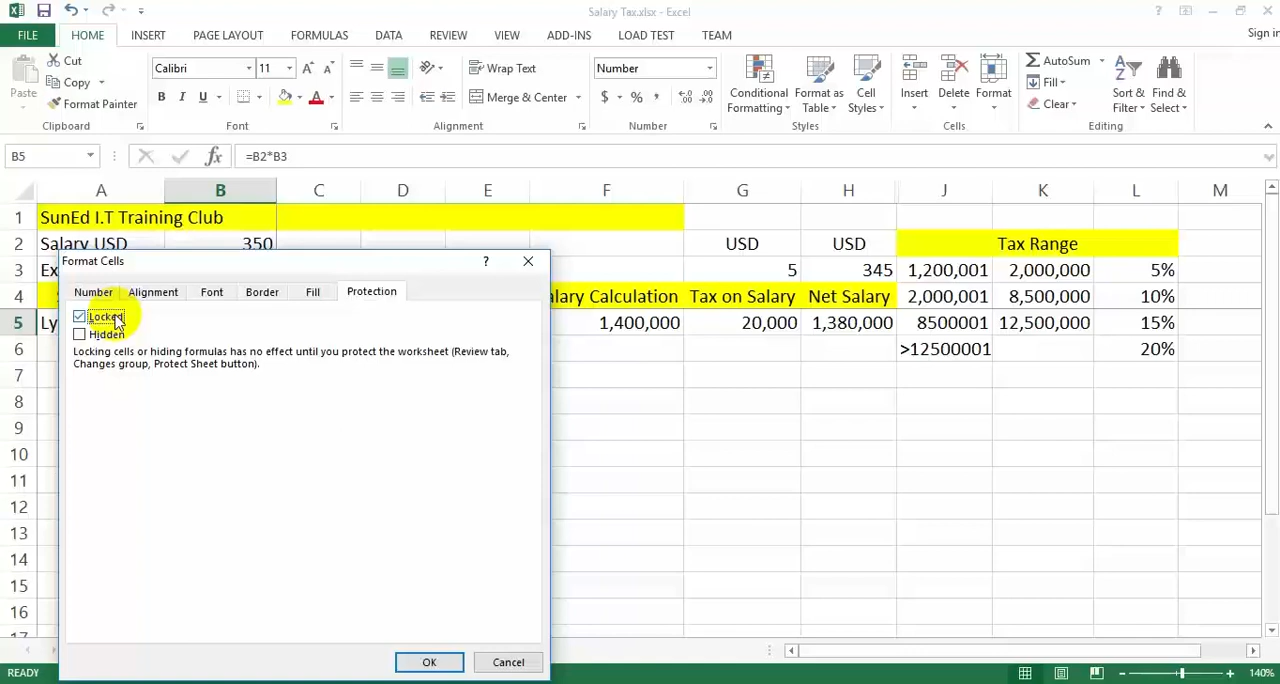 Salary Tax.xlsx - Excel
FILE HOME INSERT PAGE LAYOUT FORMULAS DATA REVIEW VIEW ADD-INS LOAD TEST TEAM Sign in
Paste Cut Copy Format Painter Clipboard
Calibri 11 B I U A Font
Wrap Text Merge & Center Alignment
Number $ % , Number
Conditional Formatting Format as Table Cell Styles Styles
Insert Delete Format Cells
AutoSum Fill Clear Sort & Filter Find & Select Editing
B5 fx =B2*B3
A B C D E F G H J K L M
1 SunEd I.T Training Club
2 Salary USD 350 USD USD Tax Range
3 Ex 5 345 1,200,001 2,000,000 5%
4 alary Calculation Tax on Salary Net Salary 2,000,001 8,500,000 10%
5 Ly 1,400,000 20,000 1,380,000 8500001 12,500,000 15%
6 >12500001 20%
7
8
9
10
11
12
13
14
15
16
17
Format Cells ?
Number Alignment Font Border Fill Protection
Locked
Hidden
Locking cells or hiding formulas has no effect until you protect the worksheet (Review tab,
Changes group, Protect Sheet button).
OK Cancel
READY 140%